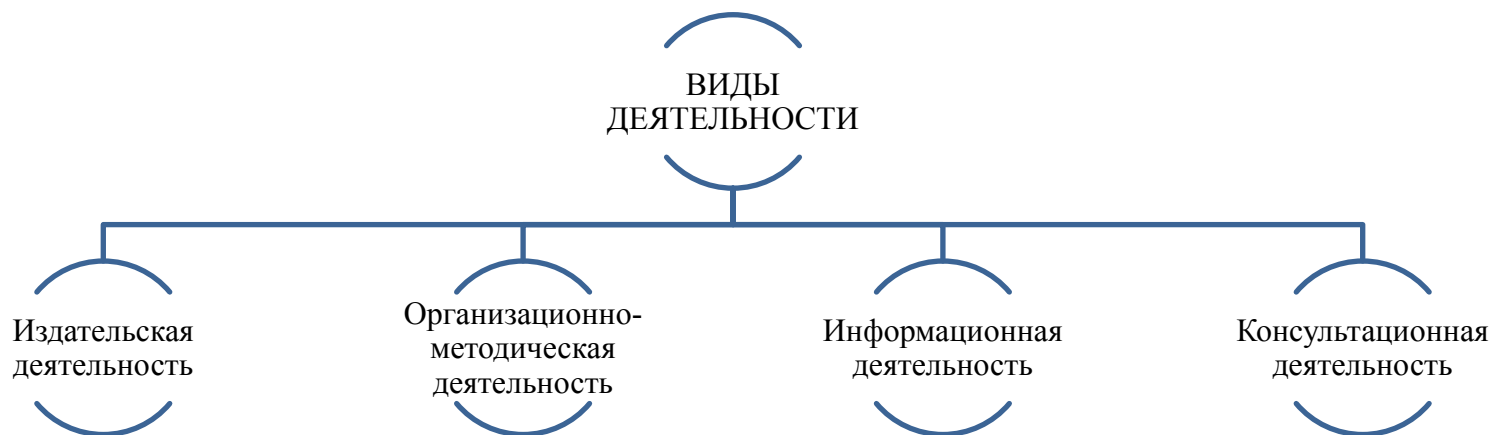 ВИДЫ
ДЕЯТЕЛЬНОСТИ
Издательская
деятельность
Организационно-
методическая
деятельность
Информационная
деятельность
Консультационная
деятельность